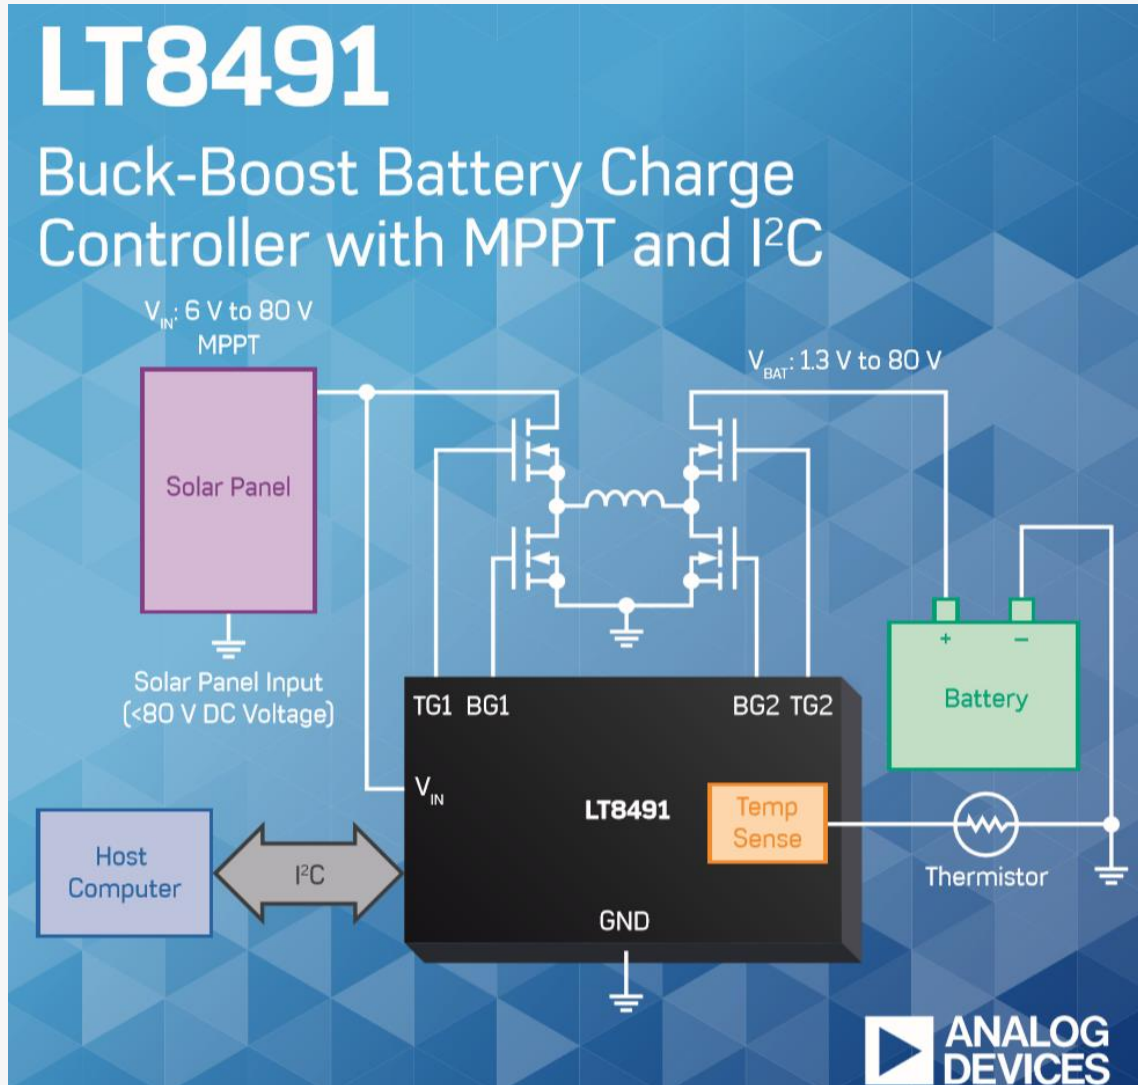 LT8491
Buck-Boost Battery Charge
Controller with MPPT and I²C
V_IN: 6 V to 80 V
MPPT
V_BAT: 1.3 V to 80 V
Solar Panel
Solar Panel Input
(<80 V DC Voltage)
+ –
Battery
TG1 BG1 BG2 TG2
V_IN
LT8491
Temp
Sense
Thermistor
Host
Computer
I²C
GND
ANALOG
DEVICES